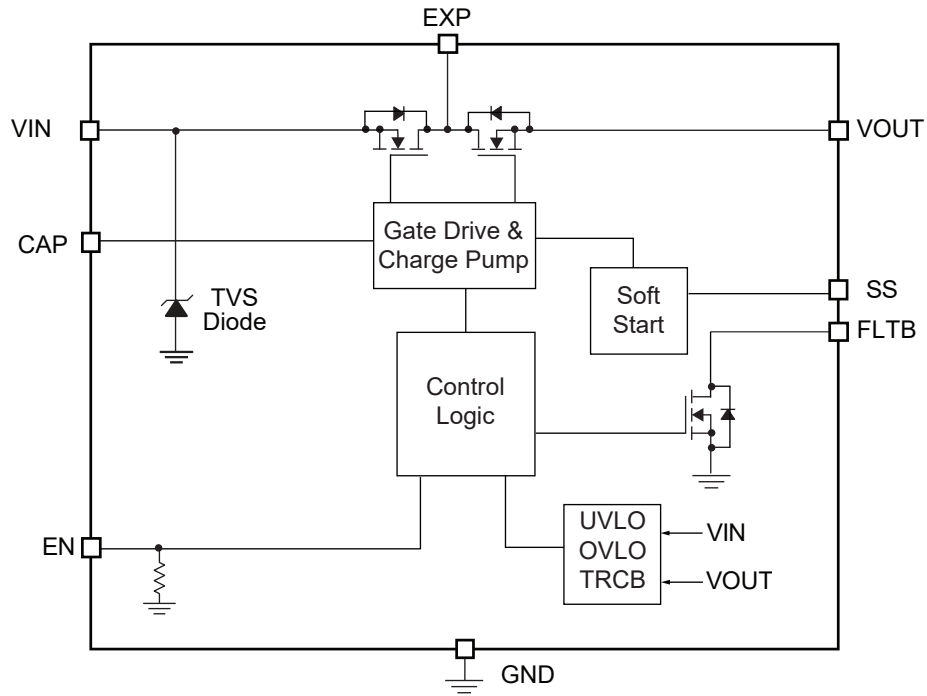 EXP
VIN
VOUT
CAP
Gate Drive &
Charge Pump
TVS
Diode
Soft
Start
SS
FLTB
Control
Logic
EN
UVLO
OVLO
TRCB
VIN
VOUT
GND